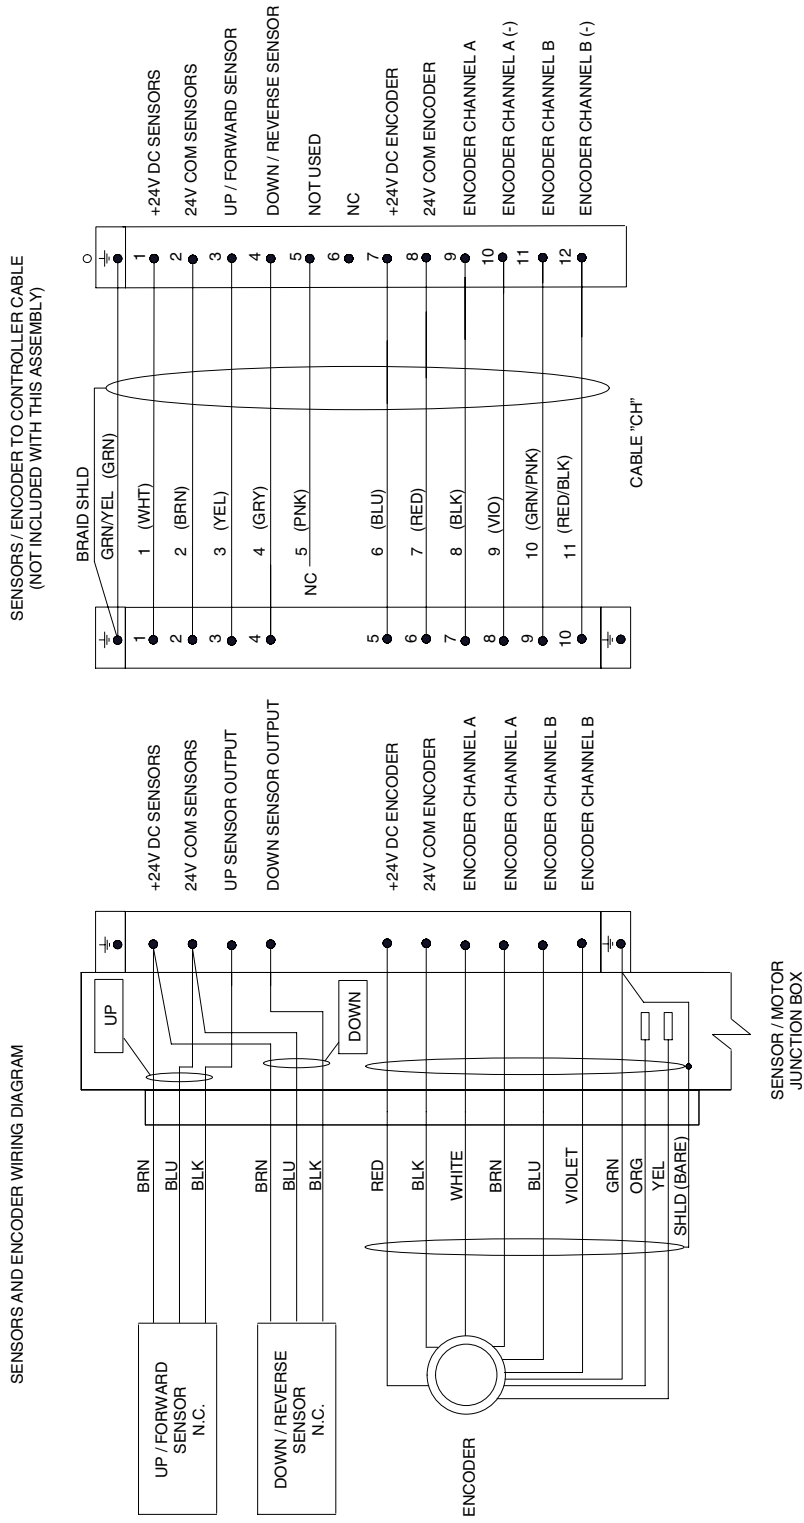 SENSORS AND ENCODER WIRING DIAGRAM
UP / FORWARD
SENSOR
N.C.
DOWN / REVERSE
SENSOR
N.C.
ENCODER
BRN
BLU
BLK
BRN
BLU
BLK
RED
BLK
WHITE
BRN
BLU
VIOLET
GRN
ORG
YEL
SHLD (BARE)
UP
DOWN
SENSOR / MOTOR
JUNCTION BOX
+24V DC SENSORS
24V COM SENSORS
UP SENSOR OUTPUT
DOWN SENSOR OUTPUT
+24V DC ENCODER
24V COM ENCODER
ENCODER CHANNEL A
ENCODER CHANNEL A
ENCODER CHANNEL B
ENCODER CHANNEL B
SENSORS / ENCODER TO CONTROLLER CABLE
(NOT INCLUDED WITH THIS ASSEMBLY)
1
2
3
4
5
6
7
8
9
10
BRAID SHLD
GRN/YEL (GRN)
1 (WHT)
2 (BRN)
3 (YEL)
4 (GRY)
NC 5 (PNK)
6 (BLU)
7 (RED)
8 (BLK)
9 (VIO)
10 (GRN/PNK)
11 (RED/BLK)
CABLE "CH"
O
1
2
3
4
5
6
7
8
9
10
11
12
+24V DC SENSORS
24V COM SENSORS
UP / FORWARD SENSOR
DOWN / REVERSE SENSOR
NOT USED
NC
+24V DC ENCODER
24V COM ENCODER
ENCODER CHANNEL A
ENCODER CHANNEL A (-)
ENCODER CHANNEL B
ENCODER CHANNEL B (-)